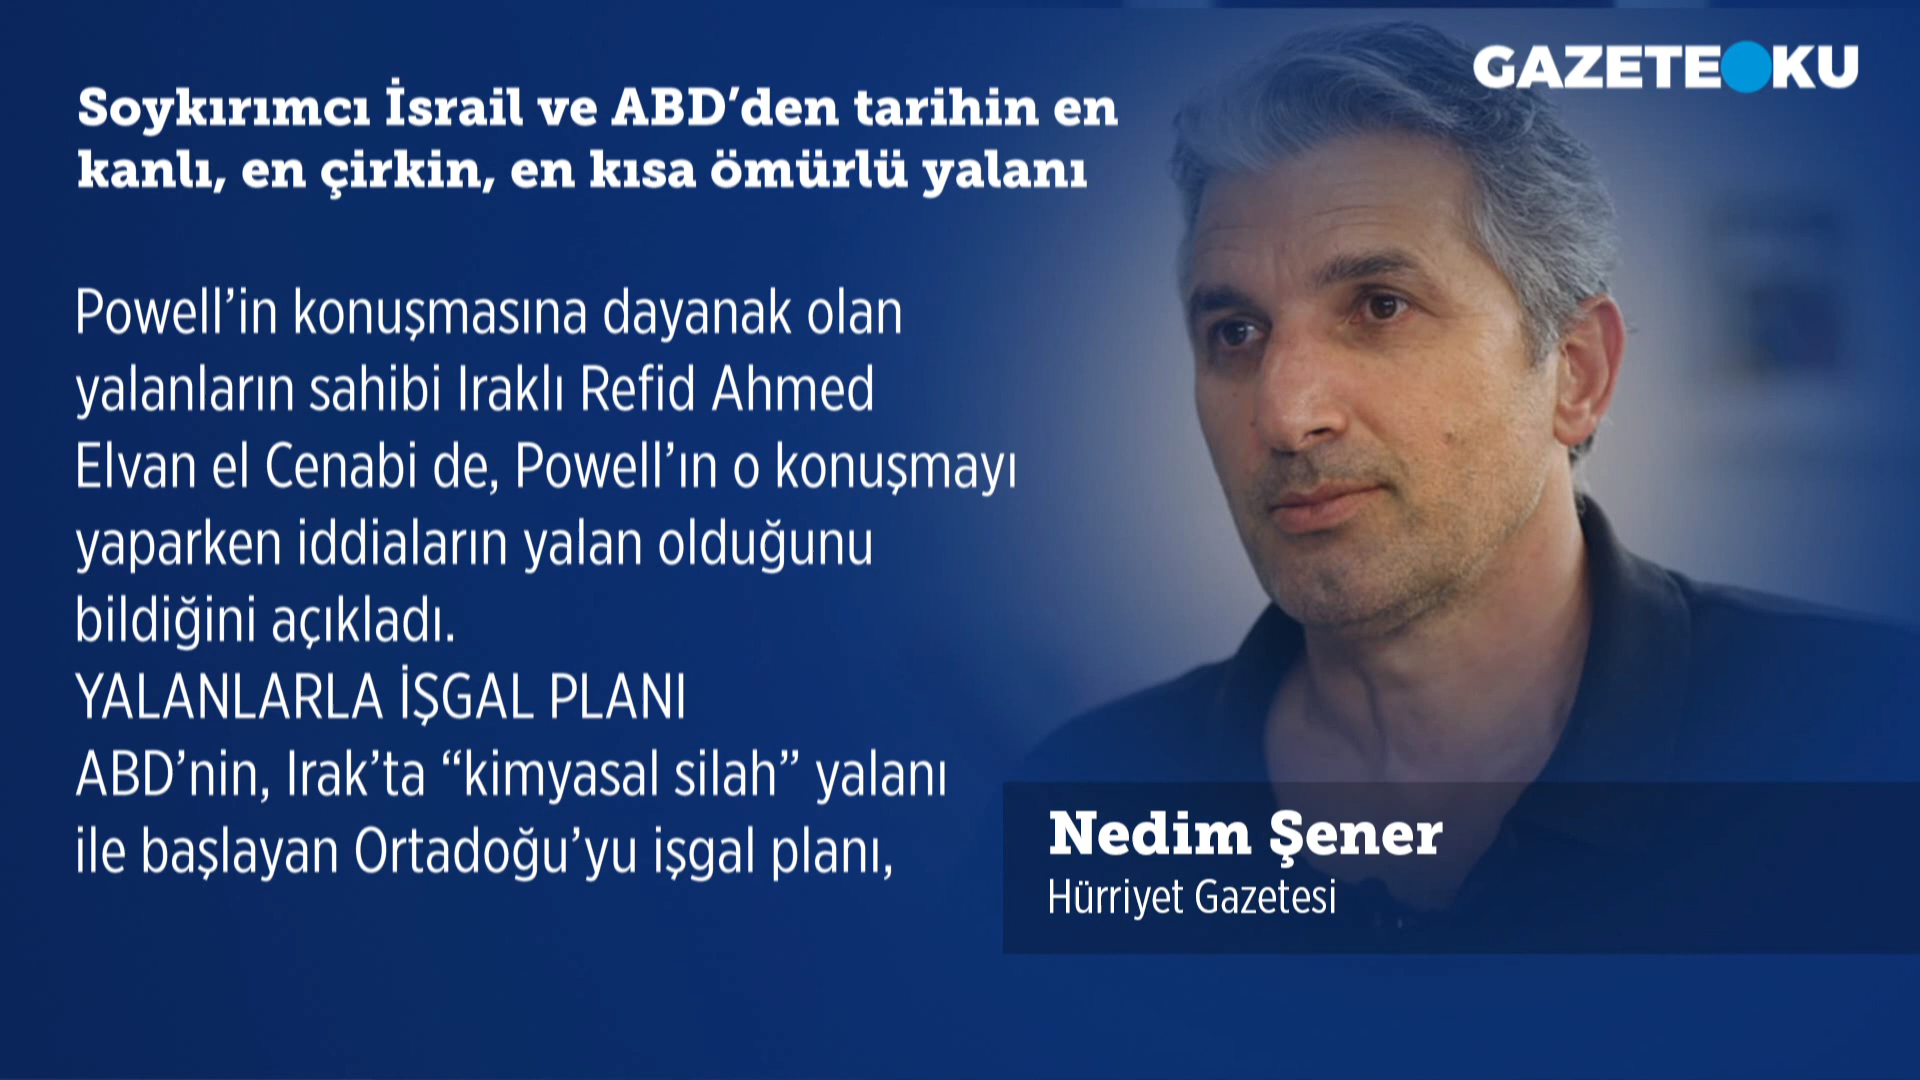 GAZETE OKU
Soykırımcı İsrail ve ABD’den tarihin en
kanlı, en çirkin, en kısa ömürlü yalanı
Powell’in konuşmasına dayanak olan
yalanların sahibi Iraklı Refid Ahmed
Elvan el Cenabi de, Powell’ın o konuşmayı
yaparken iddiaların yalan olduğunu
bildiğini açıkladı.
YALANLARLA İŞGAL PLANI
ABD’nin, Irak’ta “kimyasal silah” yalanı
ile başlayan Ortadoğu’yu işgal planı,
Nedim Şener
Hürriyet Gazetesi